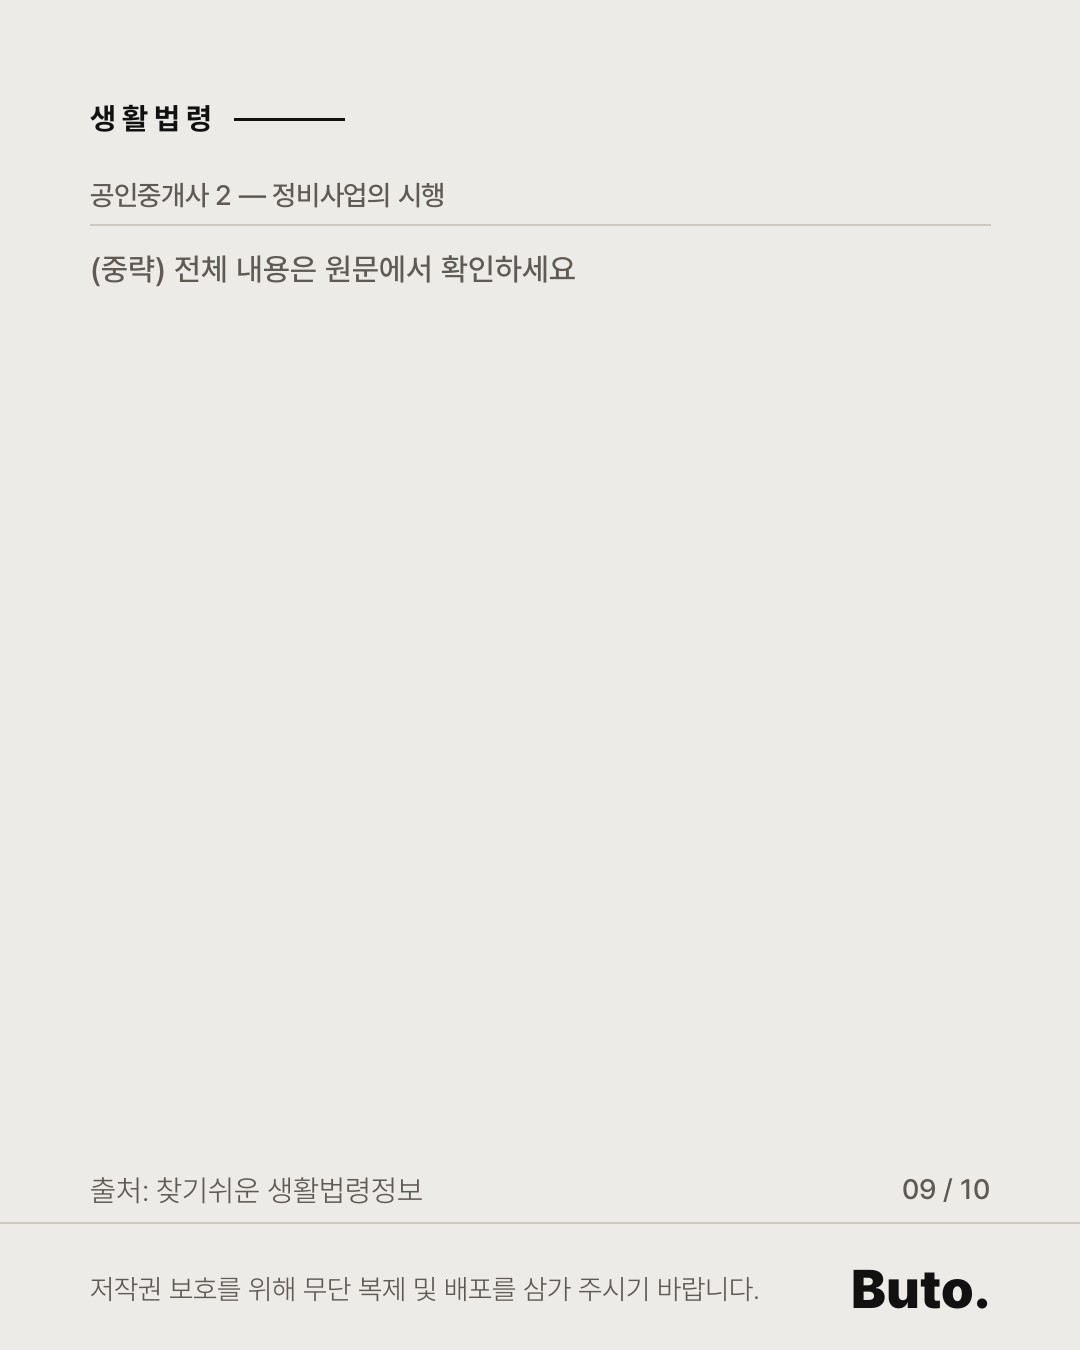 생활법령
공인중개사 2 — 정비사업의 시행
(중략) 전체 내용은 원문에서 확인하세요
출처: 찾기쉬운 생활법령정보
09 / 10
저작권 보호를 위해 무단 복제 및 배포를 삼가 주시기 바랍니다.
Buto.